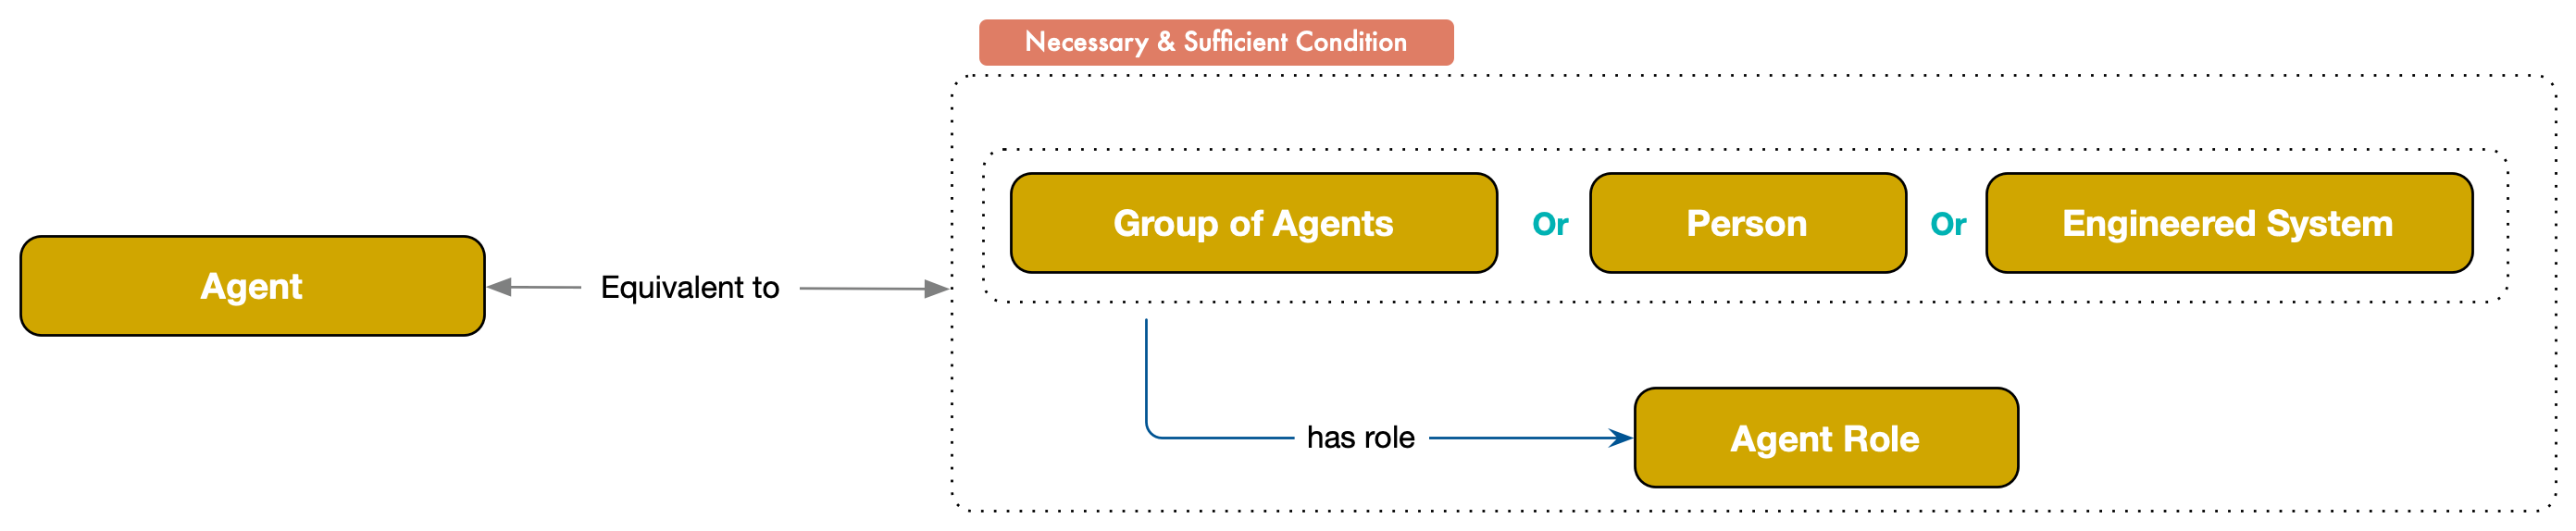 Necessary & Sufficient Condition
Group of Agents Or Person Or Engineered System
Agent Equivalent to
has role Agent Role